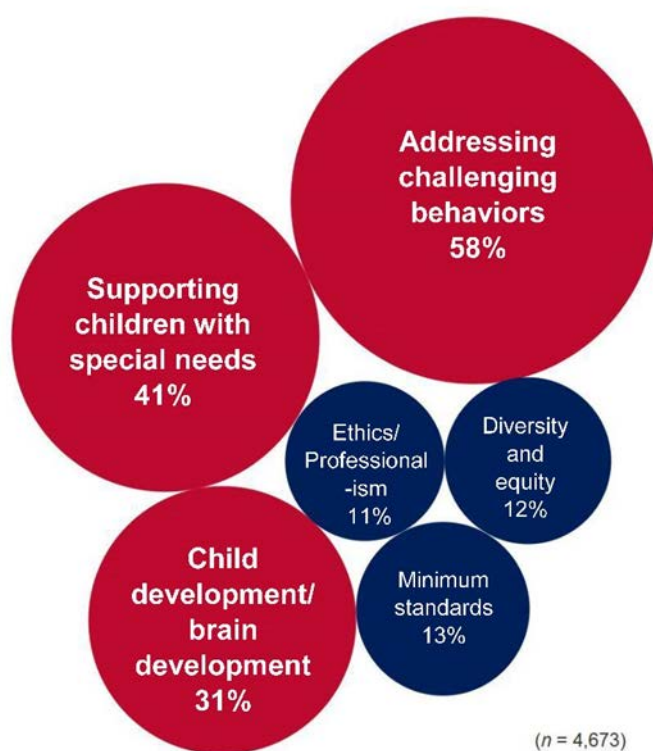 Addressing
challenging
behaviors
58%
Supporting
children with
special needs
41%
Ethics/
Professional
-ism
11%
Diversity
and
equity
12%
Child
development/
brain
development
31%
Minimum
standards
13%
(n = 4,673)